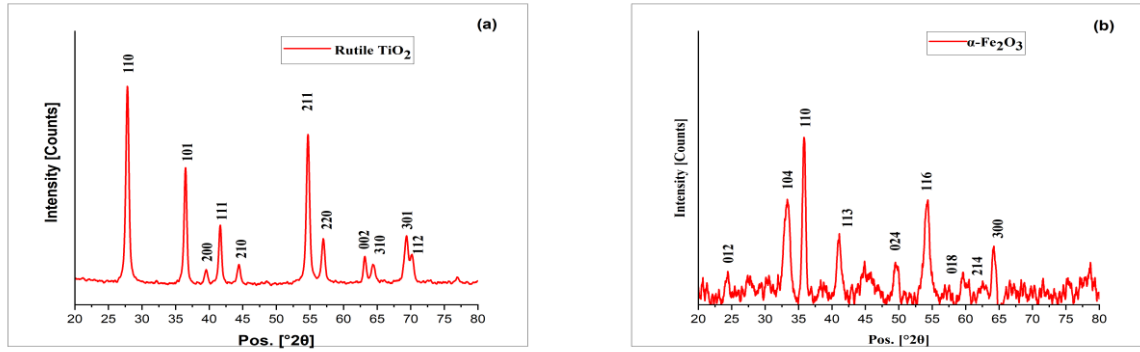 (a)
Rutile TiO₂
110
101
200
111
210
211
220
002
310
301
112
Intensity [Counts]
20 25 30 35 40 45 50 55 60 65 70 75 80
Pos. [°2θ]
(b)
α-Fe₂O₃
012
104
110
113
024
116
018
214
300
Intensity [Counts]
20 25 30 35 40 45 50 55 60 65 70 75 80
Pos. [°2θ]